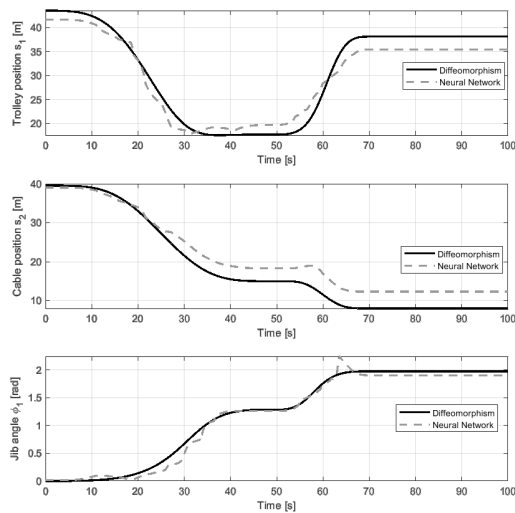 40
35
30
25
20
Trolley position s₁ [m]
Diffeomorphism
Neural Network
0 10 20 30 40 50 60 70 80 90 100
Time [s]
40
30
20
10
Cable position s₂ [m]
Diffeomorphism
Neural Network
0 10 20 30 40 50 60 70 80 90 100
Time [s]
2
1.5
1
0.5
0
Jib angle ϕ₁ [rad]
Diffeomorphism
Neural Network
0 10 20 30 40 50 60 70 80 90 100
Time [s]